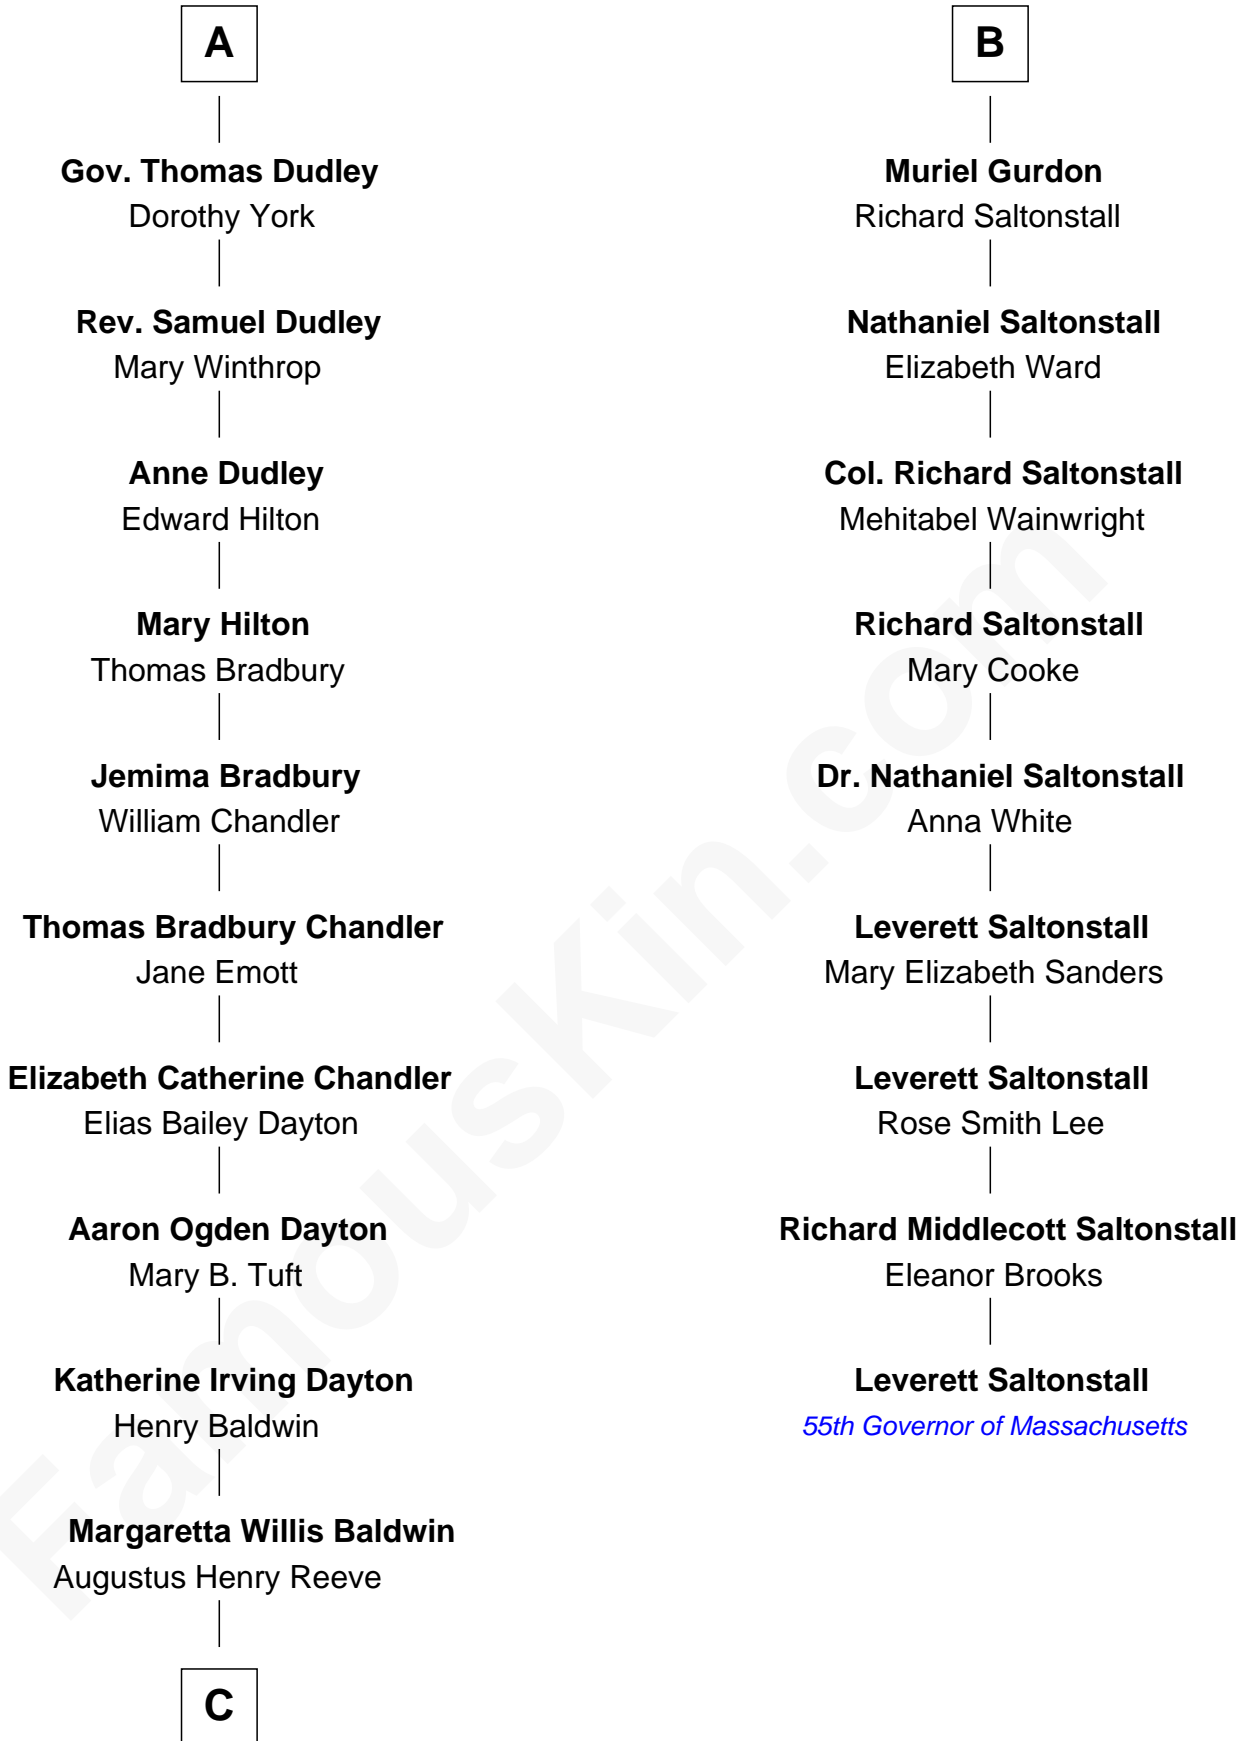 A
Gov. Thomas Dudley
Dorothy York
Rev. Samuel Dudley
Mary Winthrop
Anne Dudley
Edward Hilton
Mary Hilton
Thomas Bradbury
Jemima Bradbury
William Chandler
Thomas Bradbury Chandler
Jane Emott
Elizabeth Catherine Chandler
Elias Bailey Dayton
Aaron Ogden Dayton
Mary B. Tuft
Katherine Irving Dayton
Henry Baldwin
Margaretta Willis Baldwin
Augustus Henry Reeve
C
B
Muriel Gurdon
Richard Saltonstall
Nathaniel Saltonstall
Elizabeth Ward
Col. Richard Saltonstall
Mehitabel Wainwright
Richard Saltonstall
Mary Cooke
Dr. Nathaniel Saltonstall
Anna White
Leverett Saltonstall
Mary Elizabeth Sanders
Leverett Saltonstall
Rose Smith Lee
Richard Middlecott Saltonstall
Eleanor Brooks
Leverett Saltonstall
55th Governor of Massachusetts
FamousKin.com